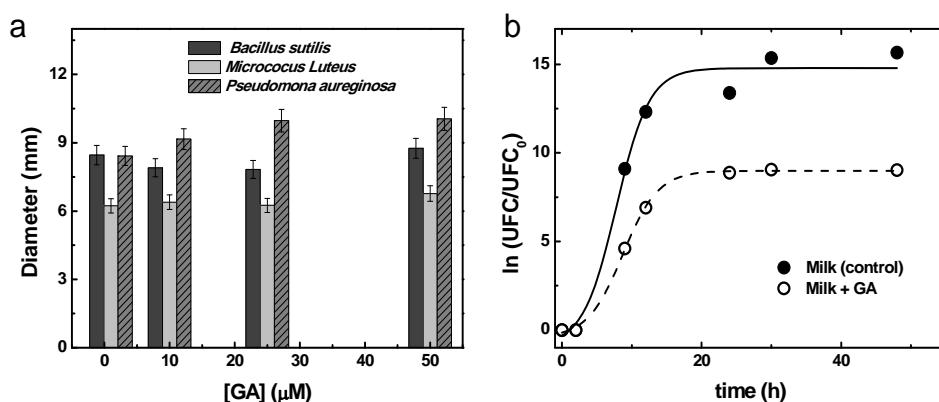 a
Bacillus sutilis
Micrococus Luteus
Pseudomona aureginosa
12
9
6
3
0
Diameter (mm)
0 10 20 30 40 50
[GA] (μM)
b
15
10
5
0
ln (UFC/UFC₀)
Milk (control)
Milk + GA
0 20 40
time (h)